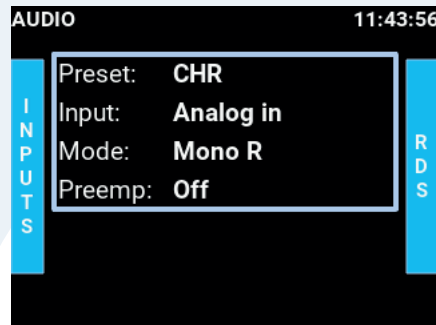 AUDIO 11:43:56
Preset: CHR
Input: Analog in
Mode: Mono R
Preemp: Off
INPUTS
RDS